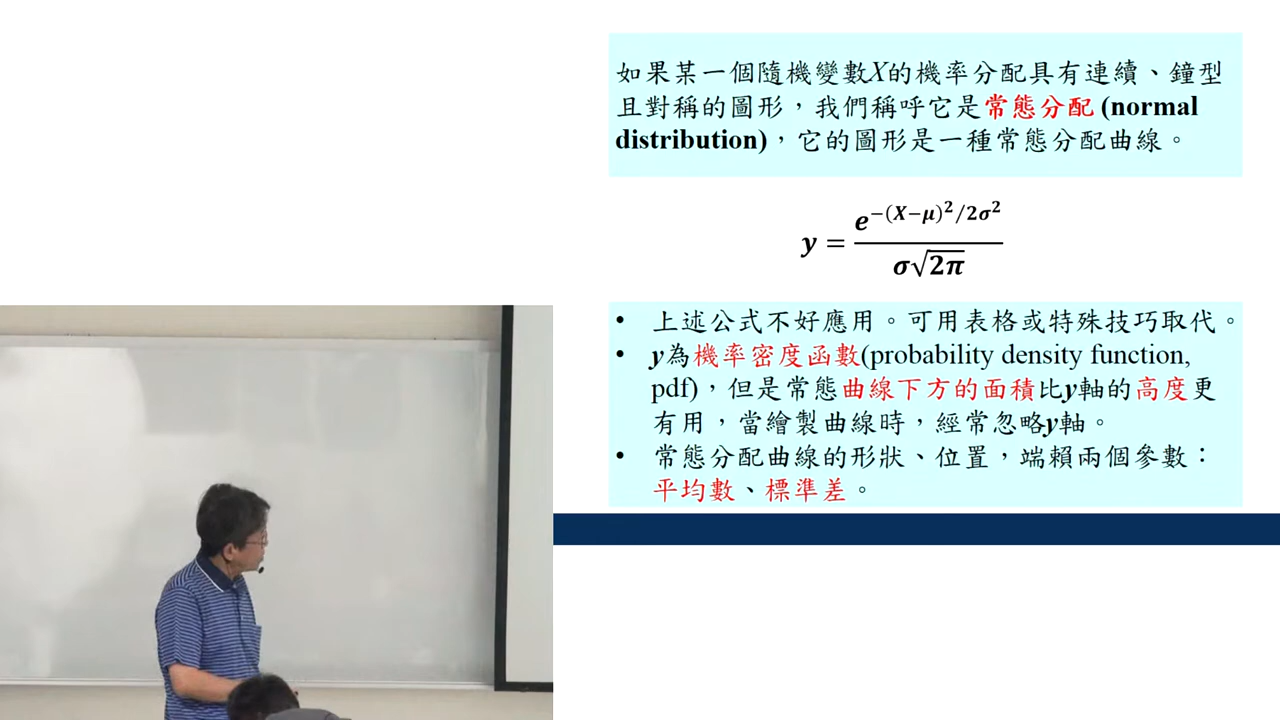 如果某一個隨機變數X的機率分配具有連續、鐘型
且對稱的圖形，我們稱呼它是常態分配 (normal
distribution)，它的圖形是一種常態分配曲線。
y = e^{-(X-μ)^2/2σ^2} / σ√2π
• 上述公式不好應用。可用表格或特殊技巧取代。
• y為機率密度函數(probability density function,
pdf)，但是常態曲線下方的面積比y軸的高度更
有用，當繪製曲線時，經常忽略y軸。
• 常態分配曲線的形狀、位置，端賴兩個參數：
平均數、標準差。